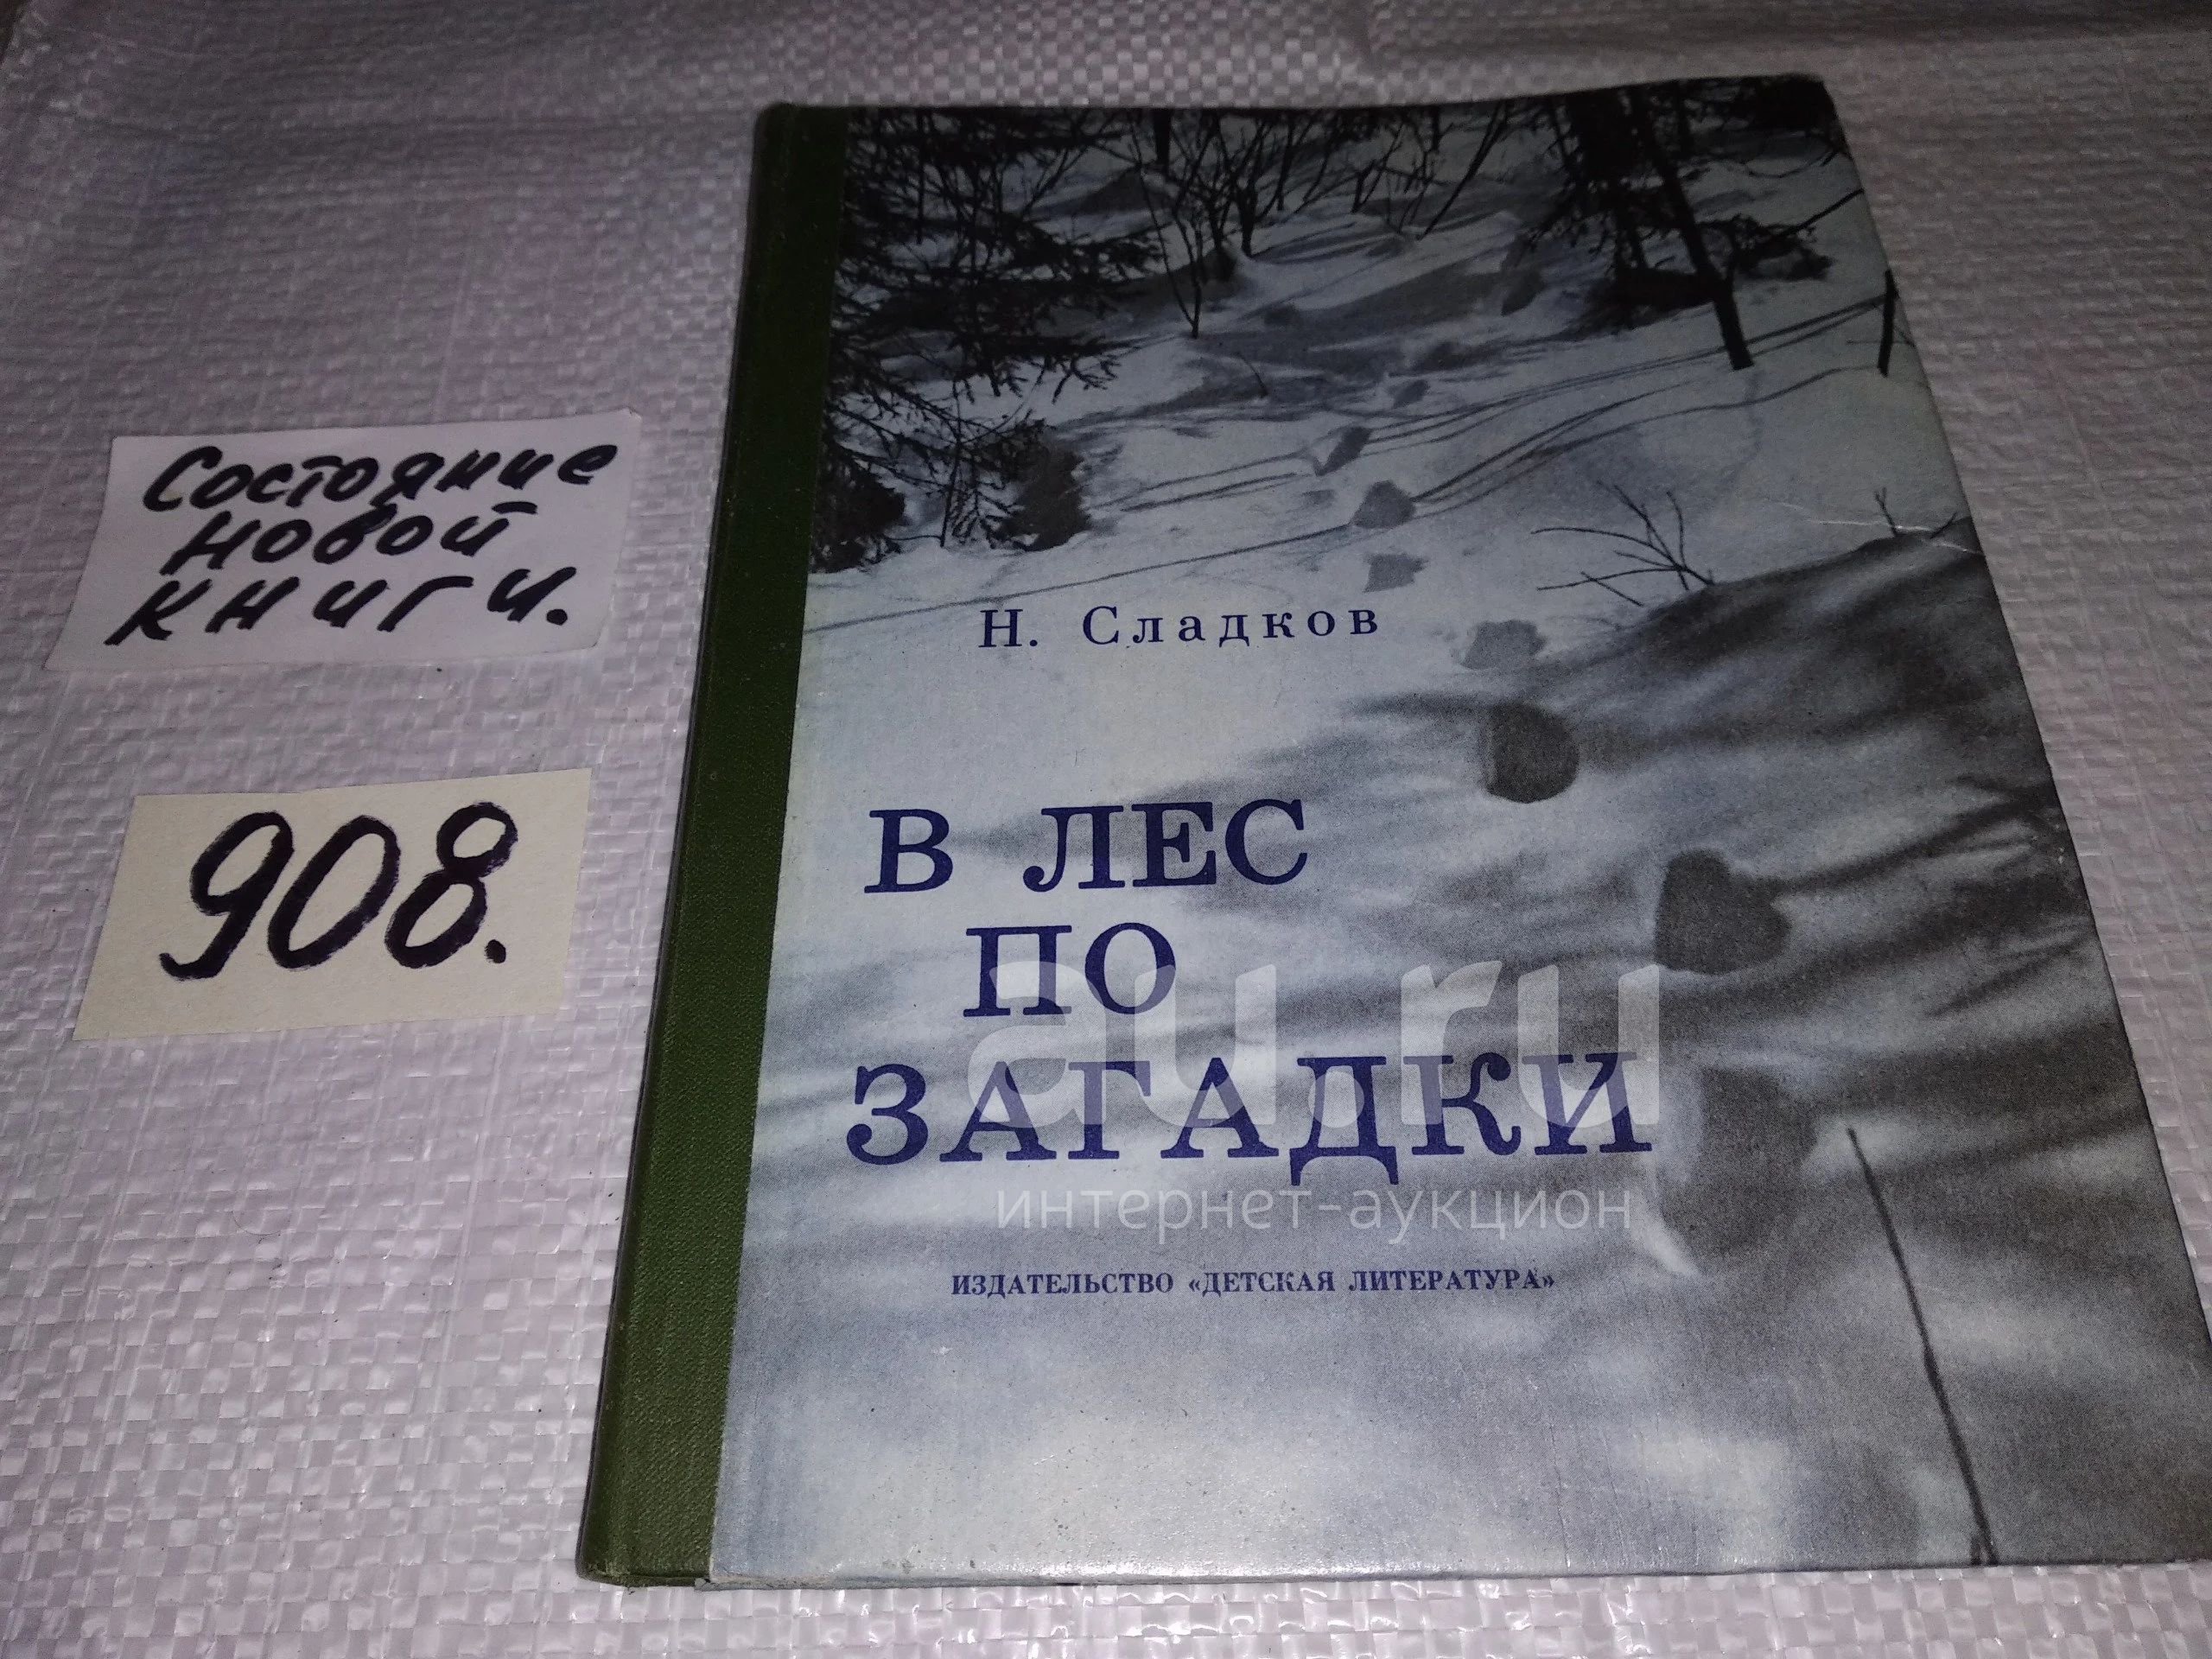 Состояние
новой
книги.
908.
Н. Сладков
В ЛЕС
ПО
ЗАГАДКИ
au.ru
интернет-аукцион
ИЗДАТЕЛЬСТВО «ДЕТСКАЯ ЛИТЕРАТУРА»